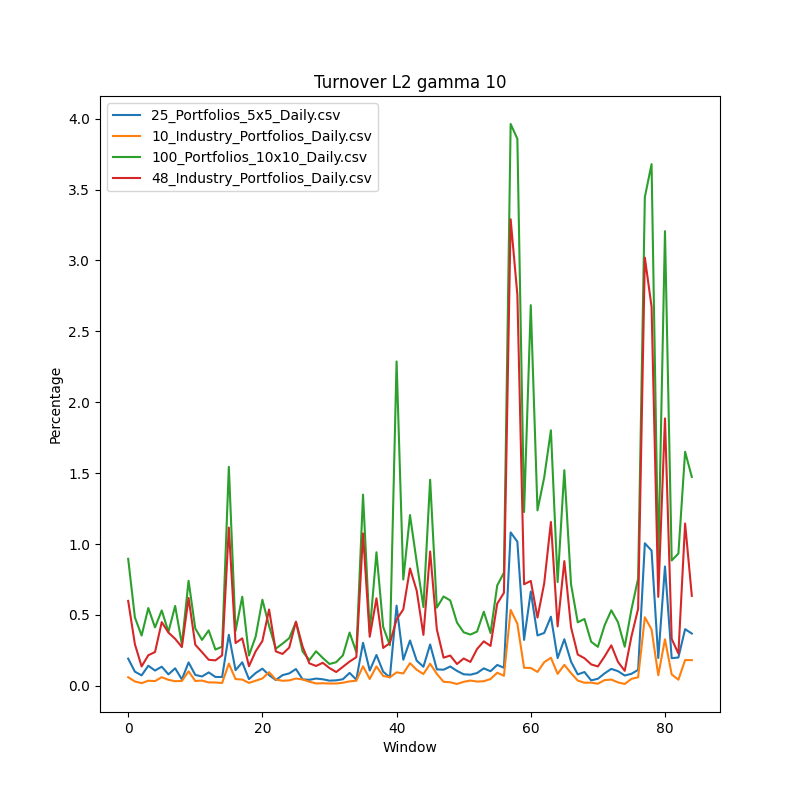 Turnover L2 gamma 10
25_Portfolios_5x5_Daily.csv
10_Industry_Portfolios_Daily.csv
100_Portfolios_10x10_Daily.csv
48_Industry_Portfolios_Daily.csv
4.0
3.5
3.0
2.5
2.0
1.5
1.0
0.5
0.0
Percentage
0 20 40 60 80
Window